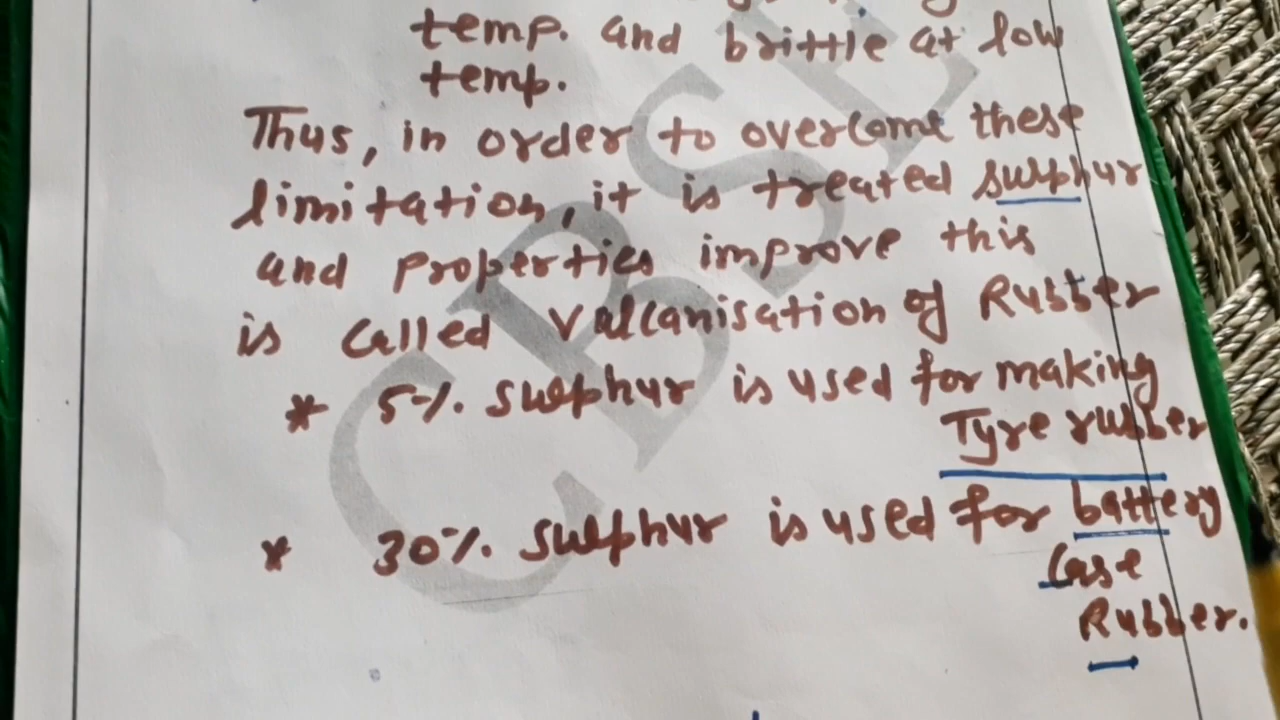 temp. and brittle at low
temp.
Thus, in order to overcome these
limitation, it is treated sulphur
and properties improve this
is called Valcanisation of Rubber
* 5%. sulphur is used for making
Tyre rubber
* 30%. sulphur is used for battery
Case
Rubber.
CBSE